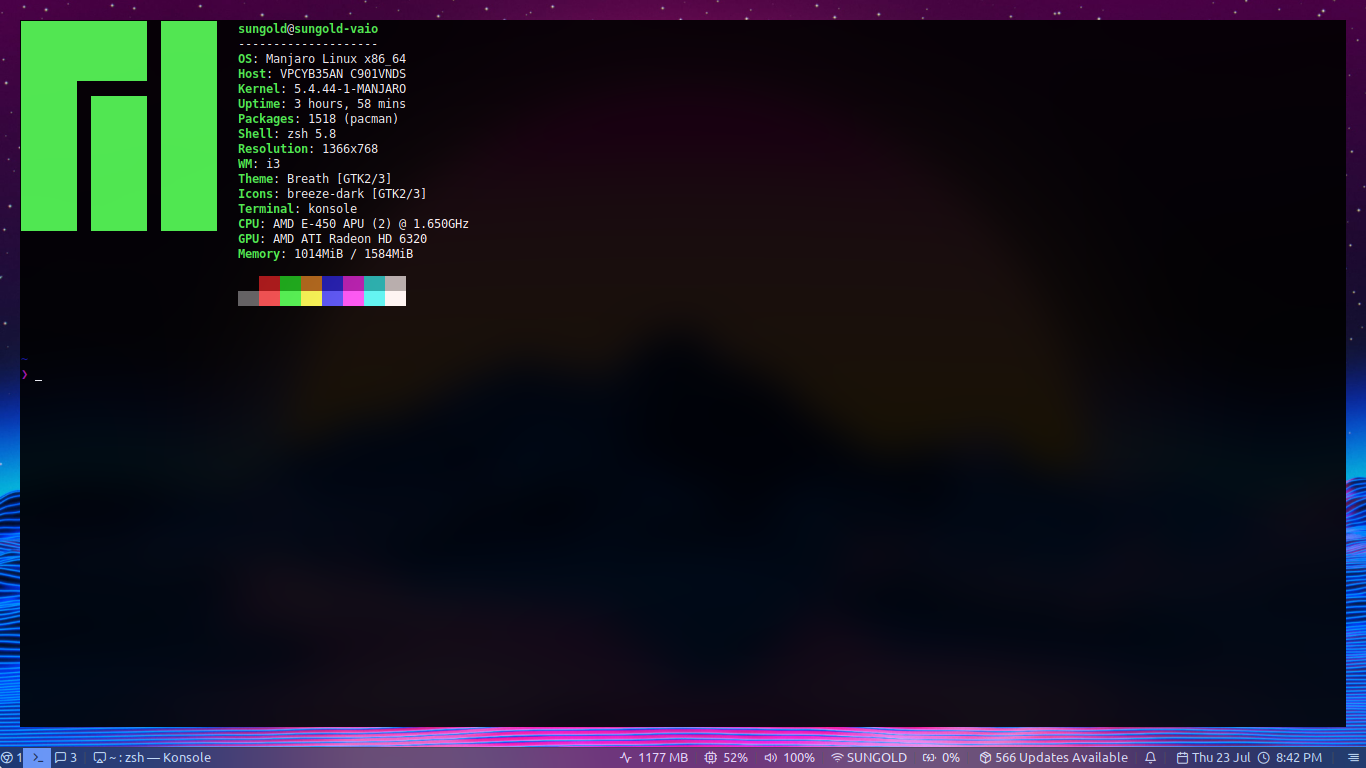 sungold@sungold-vaio
--------------------
OS: Manjaro Linux x86_64
Host: VPCYB35AN C901VNDS
Kernel: 5.4.44-1-MANJARO
Uptime: 3 hours, 58 mins
Packages: 1518 (pacman)
Shell: zsh 5.8
Resolution: 1366x768
WM: i3
Theme: Breath [GTK2/3]
Icons: breeze-dark [GTK2/3]
Terminal: konsole
CPU: AMD E-450 APU (2) @ 1.650GHz
GPU: AMD ATI Radeon HD 6320
Memory: 1014MiB / 1584MiB
~
❯ _
1 3 ~ : zsh — Konsole 1177 MB 52% 100% SUNGOLD 0% 566 Updates Available Thu 23 Jul 8:42 PM